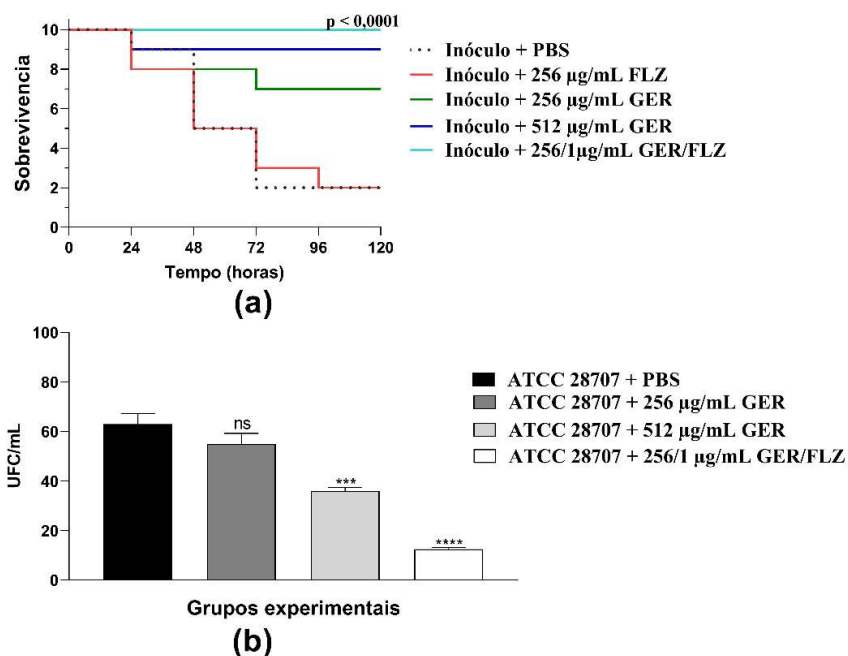 p < 0,0001
10
8
6
4
2
0
Sobrevivencia
0 24 48 72 96 120
Tempo (horas)
Inóculo + PBS
Inóculo + 256 µg/mL FLZ
Inóculo + 256 µg/mL GER
Inóculo + 512 µg/mL GER
Inóculo + 256/1µg/mL GER/FLZ
(a)
100
80
60
40
20
0
UFC/mL
ns
***
****
Grupos experimentais
ATCC 28707 + PBS
ATCC 28707 + 256 µg/mL GER
ATCC 28707 + 512 µg/mL GER
ATCC 28707 + 256/1 µg/mL GER/FLZ
(b)